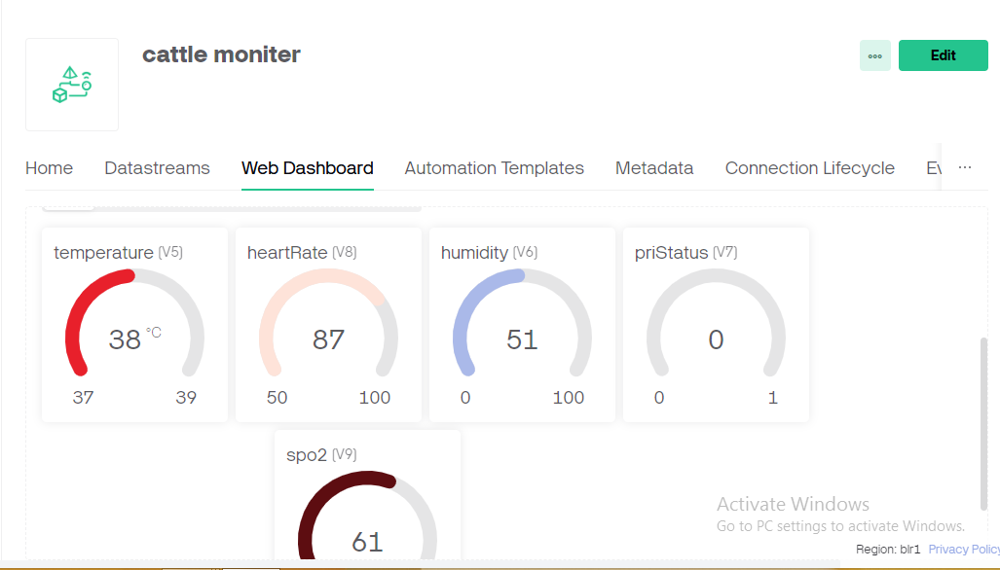 cattle moniter
Edit
Home Datastreams Web Dashboard Automation Templates Metadata Connection Lifecycle Ev ...
temperature (V5) heartRate (V8) humidity (V6) priStatus (V7)
38 °C 87 51 0
37 39 50 100 0 100 0 1
spo2 (V9)
61
Activate Windows
Go to PC settings to activate Windows.
Region: blr1 Privacy Policy